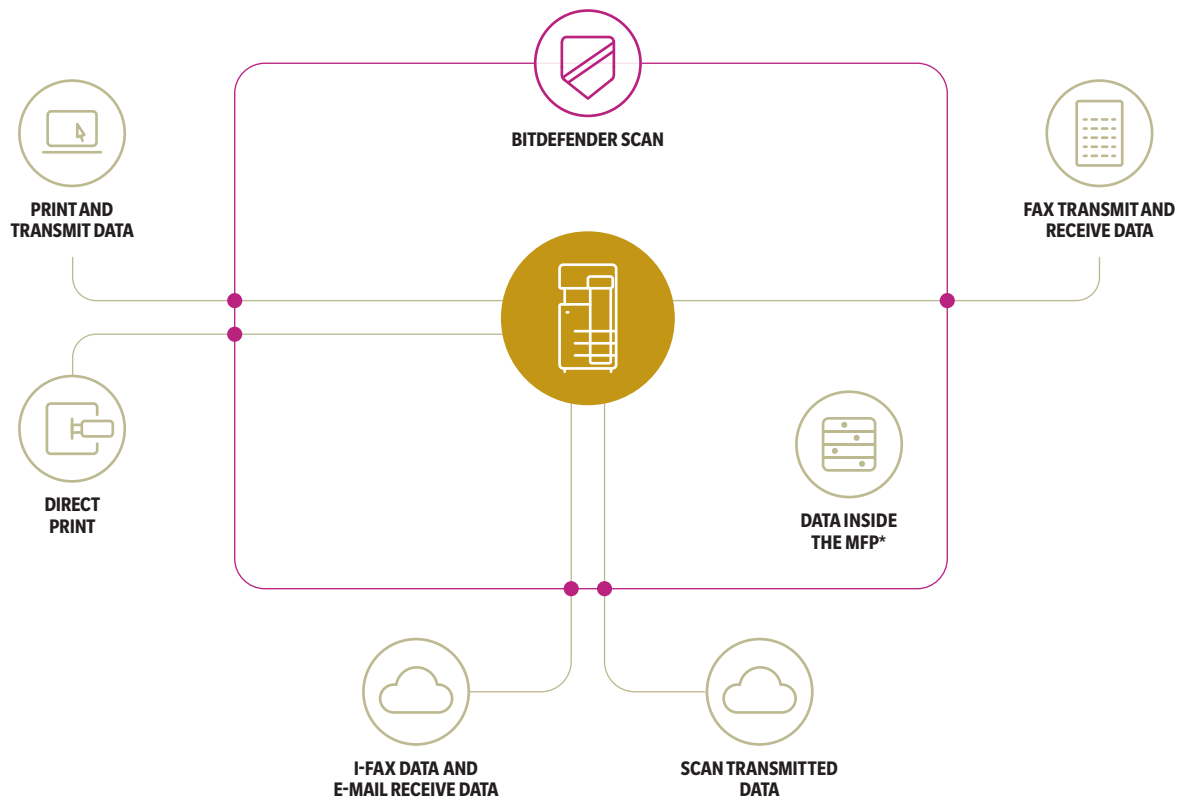 BITDEFENDER SCAN
PRINT AND
TRANSMIT DATA
FAX TRANSMIT AND
RECEIVE DATA
DIRECT
PRINT
DATA INSIDE
THE MFP*
I-FAX DATA AND
E-MAIL RECEIVE DATA
SCAN TRANSMITTED
DATA